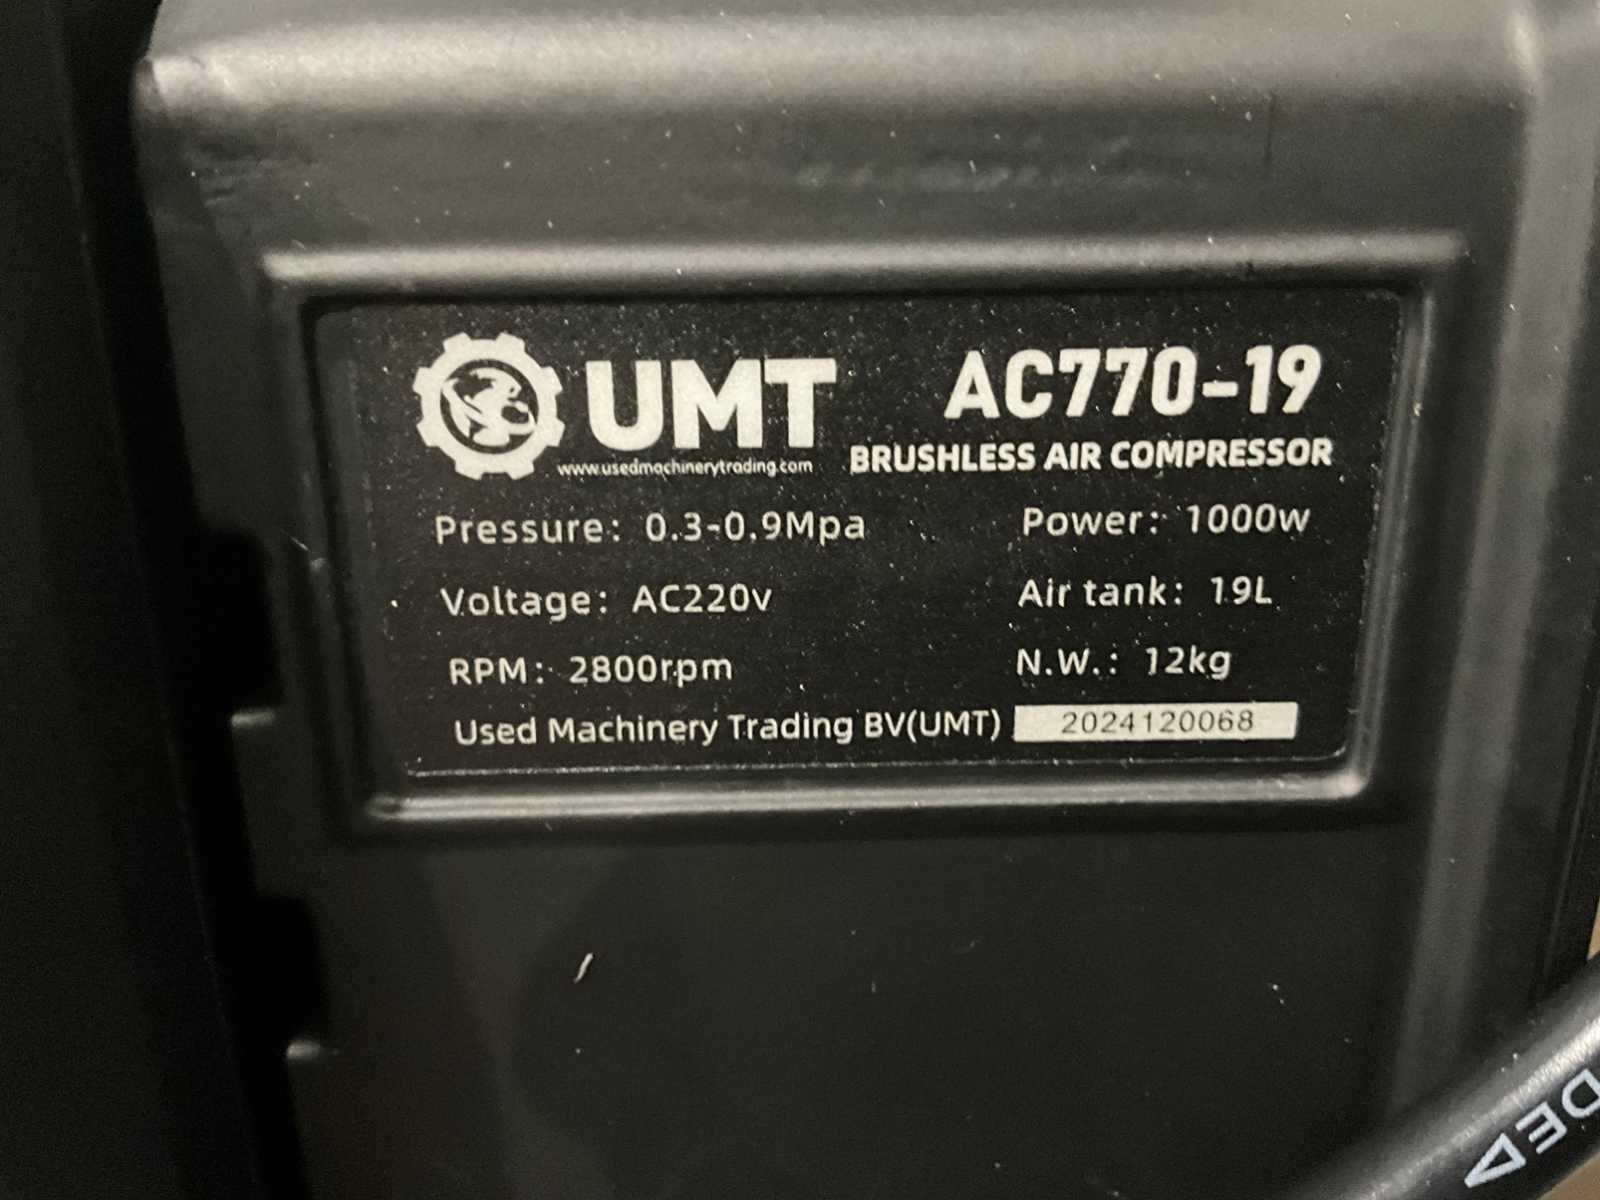 UMT AC770-19
www.usedmachinerytrading.com BRUSHLESS AIR COMPRESSOR
Pressure: 0.3-0.9Mpa Power: 1000w
Voltage: AC220v Air tank: 19L
RPM: 2800rpm N.W.: 12kg
Used Machinery Trading BV(UMT) 2024120068
DE